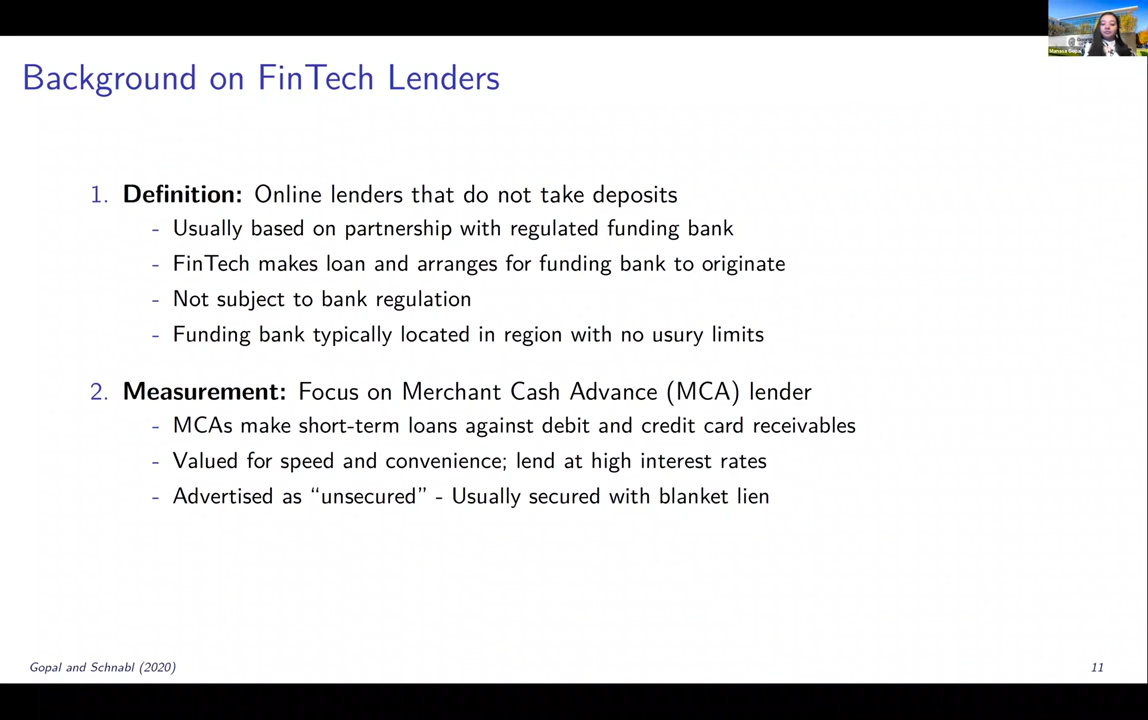 Manasa Gopal
Background on FinTech Lenders
1. Definition: Online lenders that do not take deposits
- Usually based on partnership with regulated funding bank
- FinTech makes loan and arranges for funding bank to originate
- Not subject to bank regulation
- Funding bank typically located in region with no usury limits
2. Measurement: Focus on Merchant Cash Advance (MCA) lender
- MCAs make short-term loans against debit and credit card receivables
- Valued for speed and convenience; lend at high interest rates
- Advertised as “unsecured” - Usually secured with blanket lien
Gopal and Schnabl (2020)
11